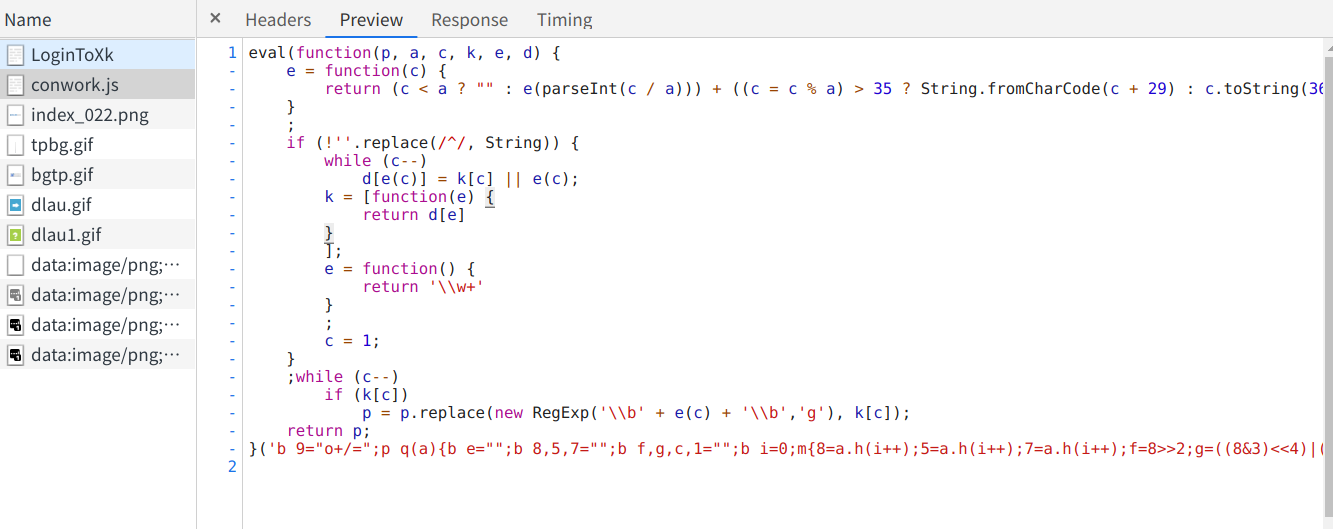 Name
× Headers Preview Response Timing
LoginToXk
conwork.js
index_022.png
tpbg.gif
bgtp.gif
dlau.gif
dlau1.gif
data:image/png;⋯
data:image/png;⋯
data:image/png;⋯
data:image/png;⋯
1 eval(function(p, a, c, k, e, d) {
- e = function(c) {
- return (c < a ? "" : e(parseInt(c / a))) + ((c = c % a) > 35 ? String.fromCharCode(c + 29) : c.toString(36
- }
- ;
- if (!''.replace(/^/, String)) {
- while (c--)
- d[e(c)] = k[c] || e(c);
- k = [function(e) {
- return d[e]
- }
- ];
- e = function() {
- return '\\w+'
- }
- ;
- c = 1;
- }
- ;while (c--)
- if (k[c])
- p = p.replace(new RegExp('\\b' + e(c) + '\\b','g'), k[c]);
- return p;
- }('b 9="o+/=";p q(a){b e="";b 8,5,7="";b f,g,c,1="";b i=0;m{8=a.h(i++);5=a.h(i++);7=a.h(i++);f=8>>2;g=((8&3)<<4)|(
2